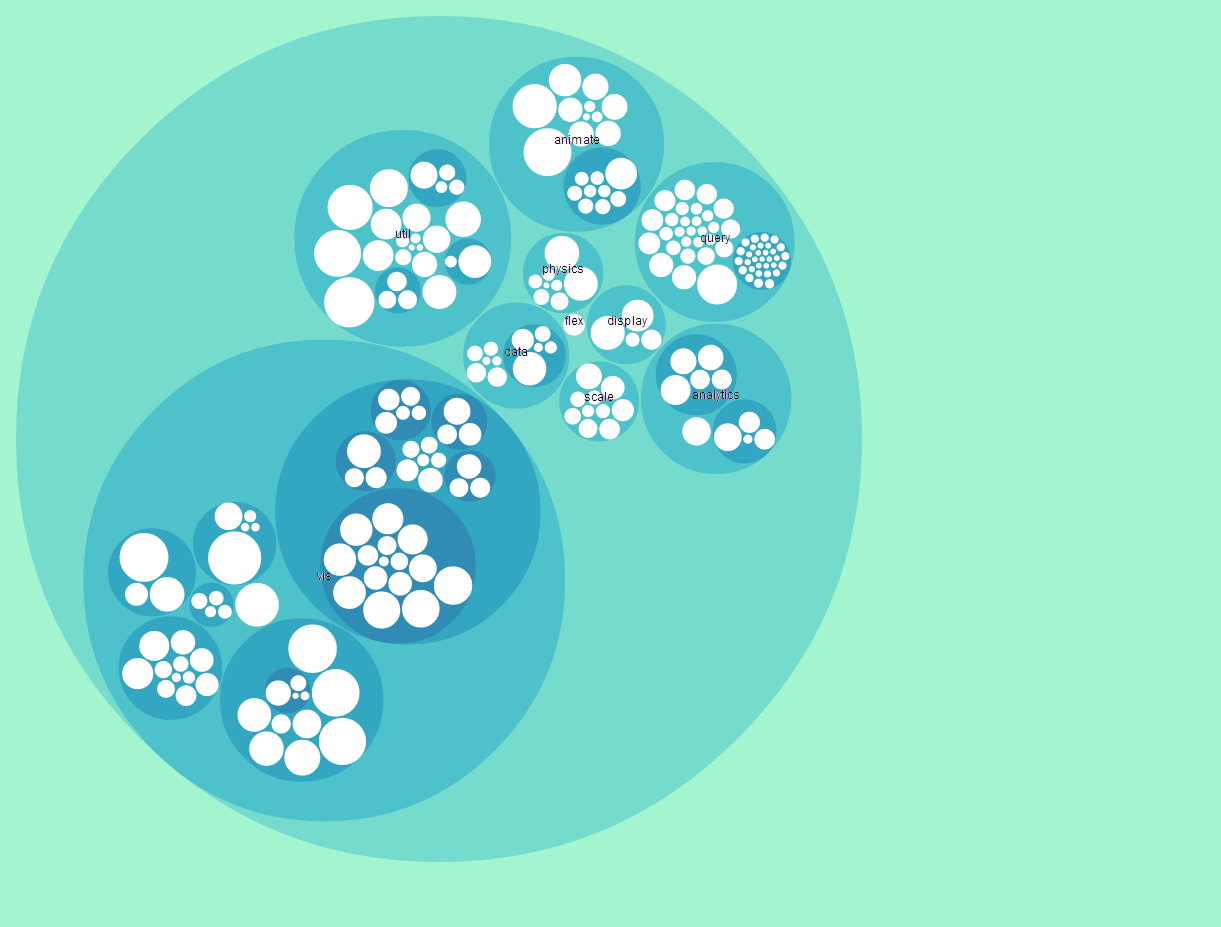 animate
util
query
physics
flex
display
data
scale
analytics
vis